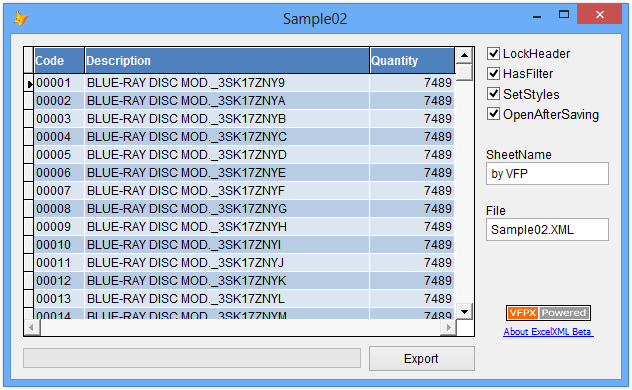 Sample02
Code Description Quantity
00001 BLUE-RAY DISC MOD._3SK17ZNY9 7489
00002 BLUE-RAY DISC MOD._3SK17ZNYA 7489
00003 BLUE-RAY DISC MOD._3SK17ZNYB 7489
00004 BLUE-RAY DISC MOD._3SK17ZNYC 7489
00005 BLUE-RAY DISC MOD._3SK17ZNYD 7489
00006 BLUE-RAY DISC MOD._3SK17ZNYE 7489
00007 BLUE-RAY DISC MOD._3SK17ZNYF 7489
00008 BLUE-RAY DISC MOD._3SK17ZNYG 7489
00009 BLUE-RAY DISC MOD._3SK17ZNYH 7489
00010 BLUE-RAY DISC MOD._3SK17ZNYI 7489
00011 BLUE-RAY DISC MOD._3SK17ZNYJ 7489
00012 BLUE-RAY DISC MOD._3SK17ZNYK 7489
00013 BLUE-RAY DISC MOD._3SK17ZNYL 7489
00014 BLUE-RAY DISC MOD._3SK17ZNYM 7489
LockHeader
HasFilter
SetStyles
OpenAfterSaving
SheetName
by VFP
File
Sample02.XML
VFPX Powered
About ExcelXML Beta
Export